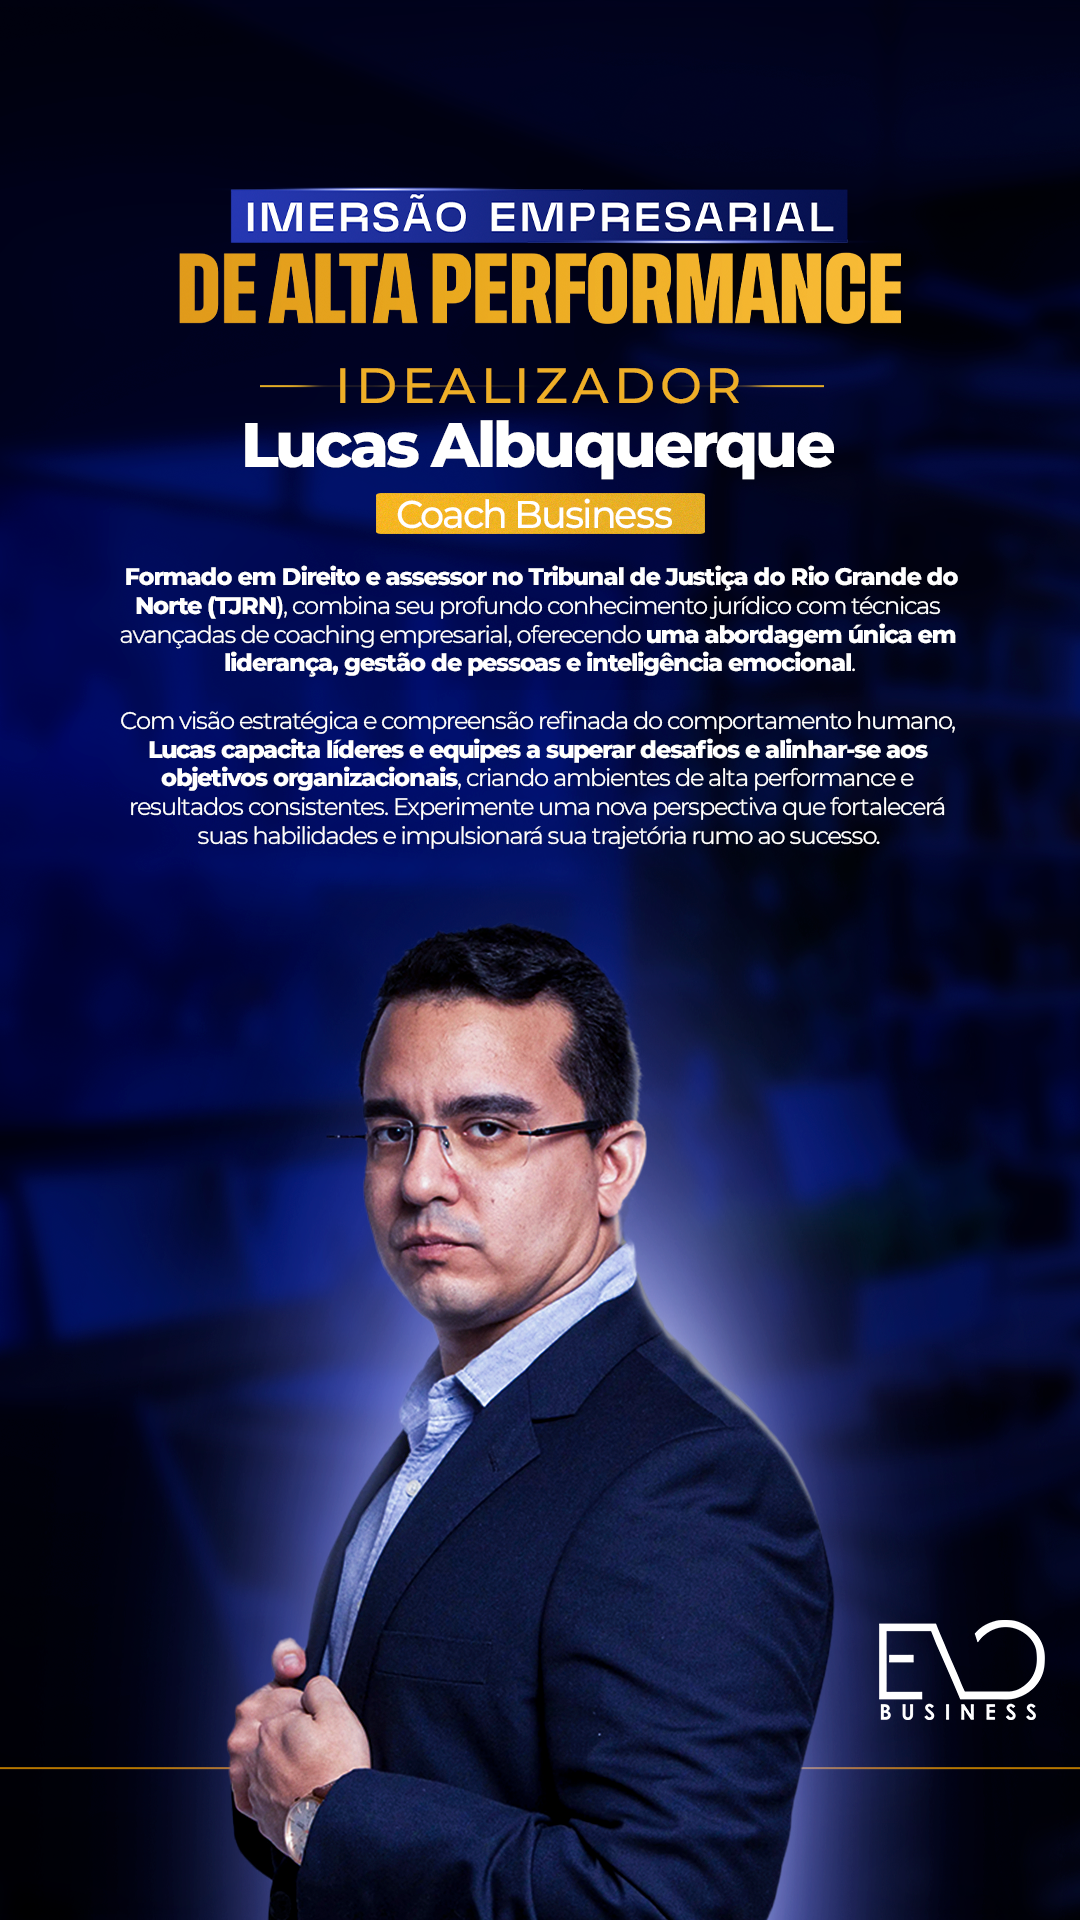 IMERSÃO EMPRESARIAL
DE ALTA PERFORMANCE
IDEALIZADOR
Lucas Albuquerque
Coach Business
Formado em Direito e assessor no Tribunal de Justiça do Rio Grande do
Norte (TJRN), combina seu profundo conhecimento jurídico com técnicas
avançadas de coaching empresarial, oferecendo uma abordagem única em
liderança, gestão de pessoas e inteligência emocional.
Com visão estratégica e compreensão refinada do comportamento humano,
Lucas capacita líderes e equipes a superar desafios e alinhar-se aos
objetivos organizacionais, criando ambientes de alta performance e
resultados consistentes. Experimente uma nova perspectiva que fortalecerá
suas habilidades e impulsionará sua trajetória rumo ao sucesso.
EVO
BUSINESS